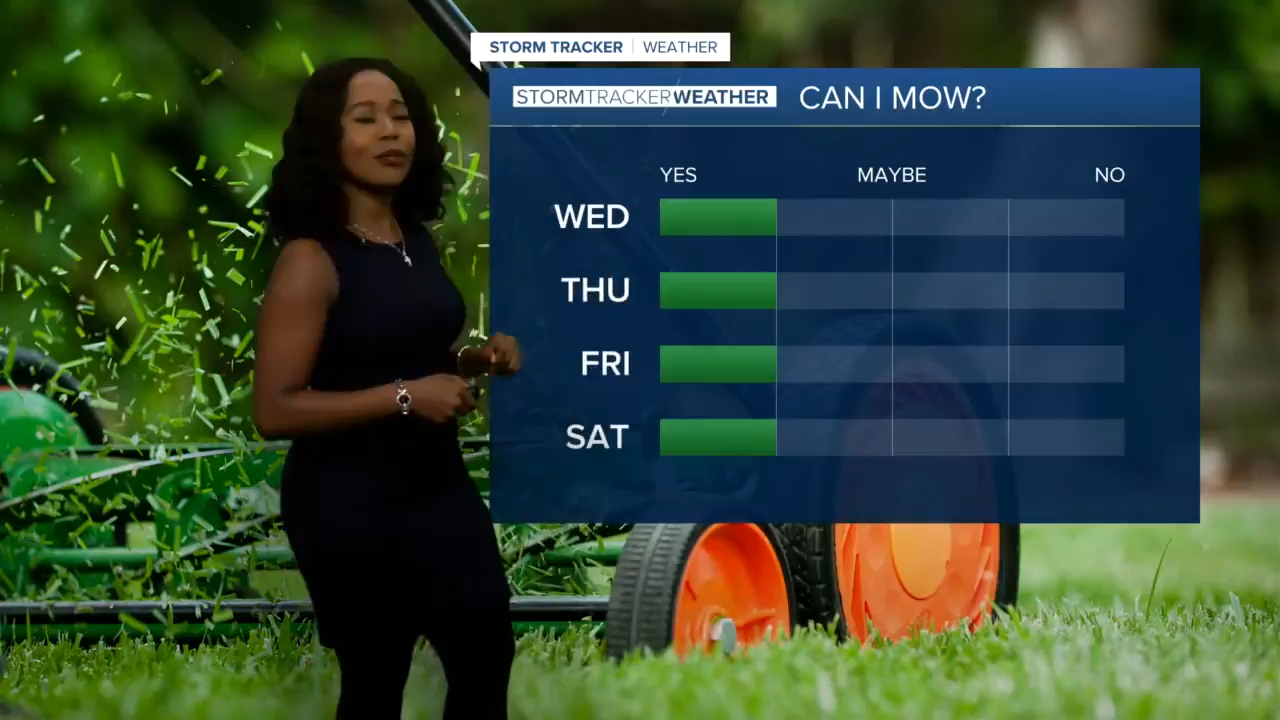 STORM TRACKER | WEATHER
STORMTRACKERWEATHER CAN I MOW?
YES MAYBE NO
WED
THU
FRI
SAT